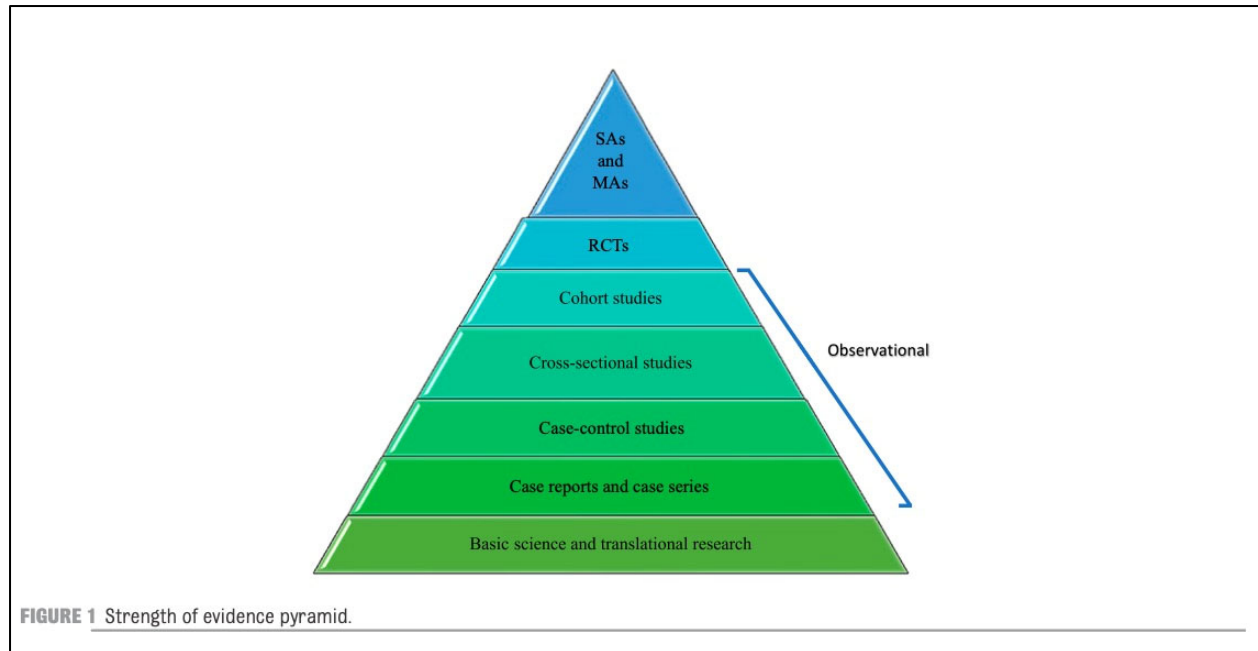 SAs
and
MAs
RCTs
Cohort studies
Cross-sectional studies
Observational
Case-control studies
Case reports and case series
Basic science and translational research
FIGURE 1 Strength of evidence pyramid.